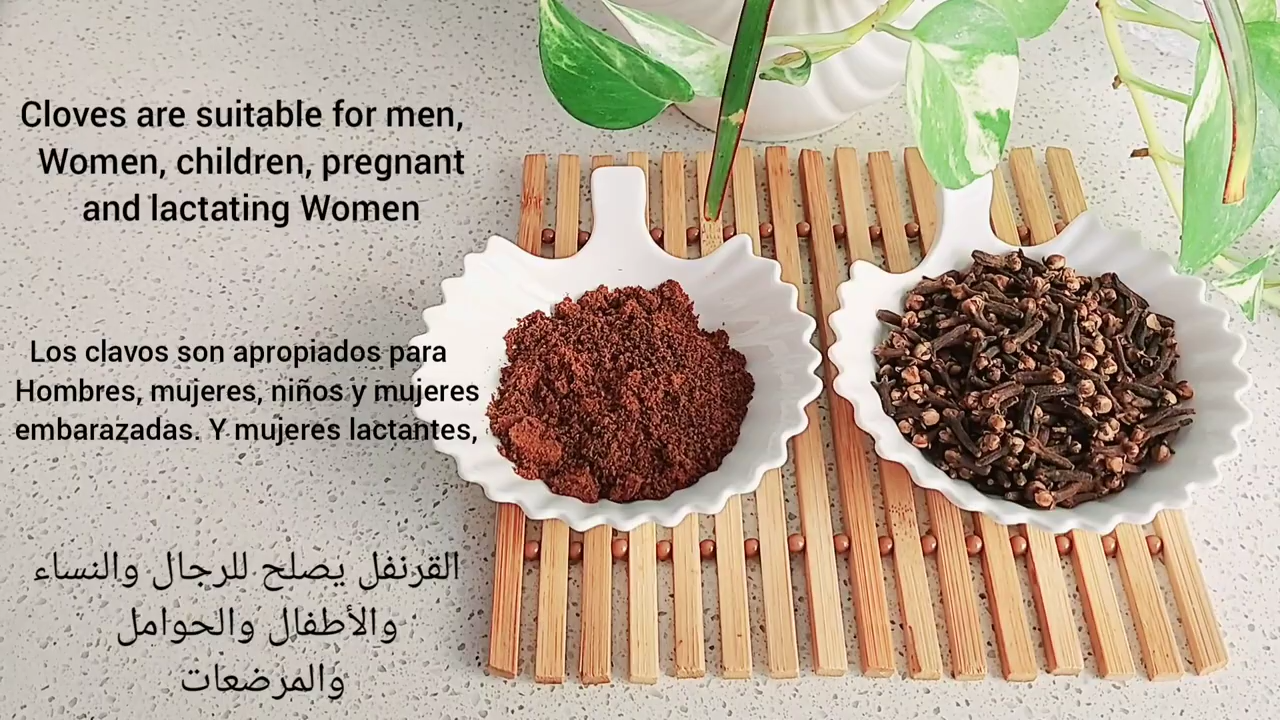 Cloves are suitable for men,
Women, children, pregnant
and lactating Women
Los clavos son apropiados para
Hombres, mujeres, niños y mujeres
embarazadas. Y mujeres lactantes,
القرنفل يصلح للرجال والنساء
والأطفال والحوامل
والمرضعات